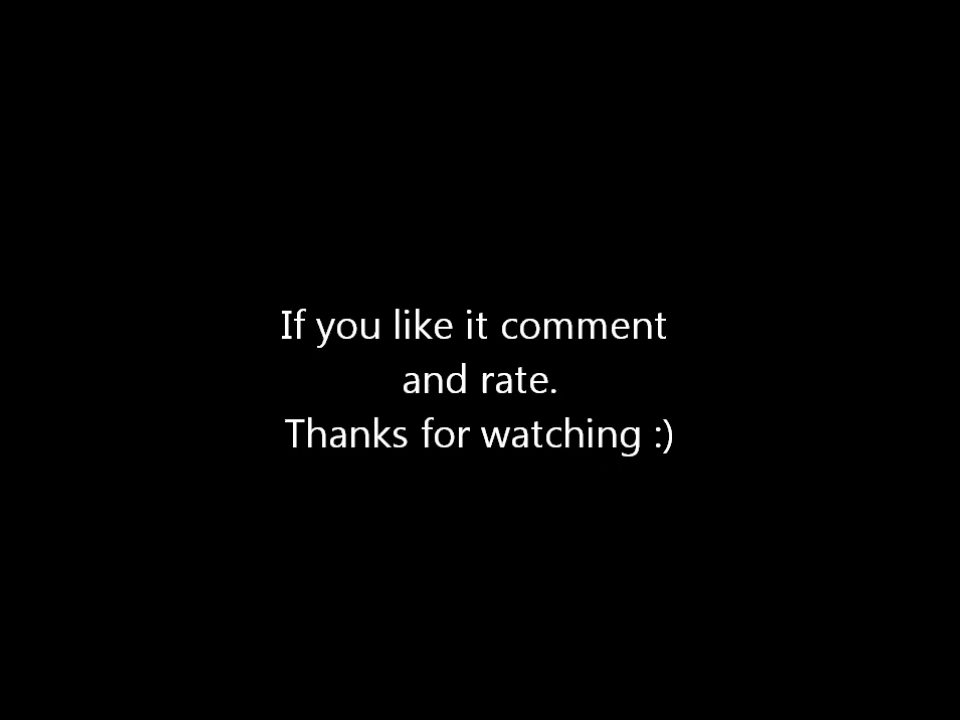 If you like it comment
and rate.
Thanks for watching :)